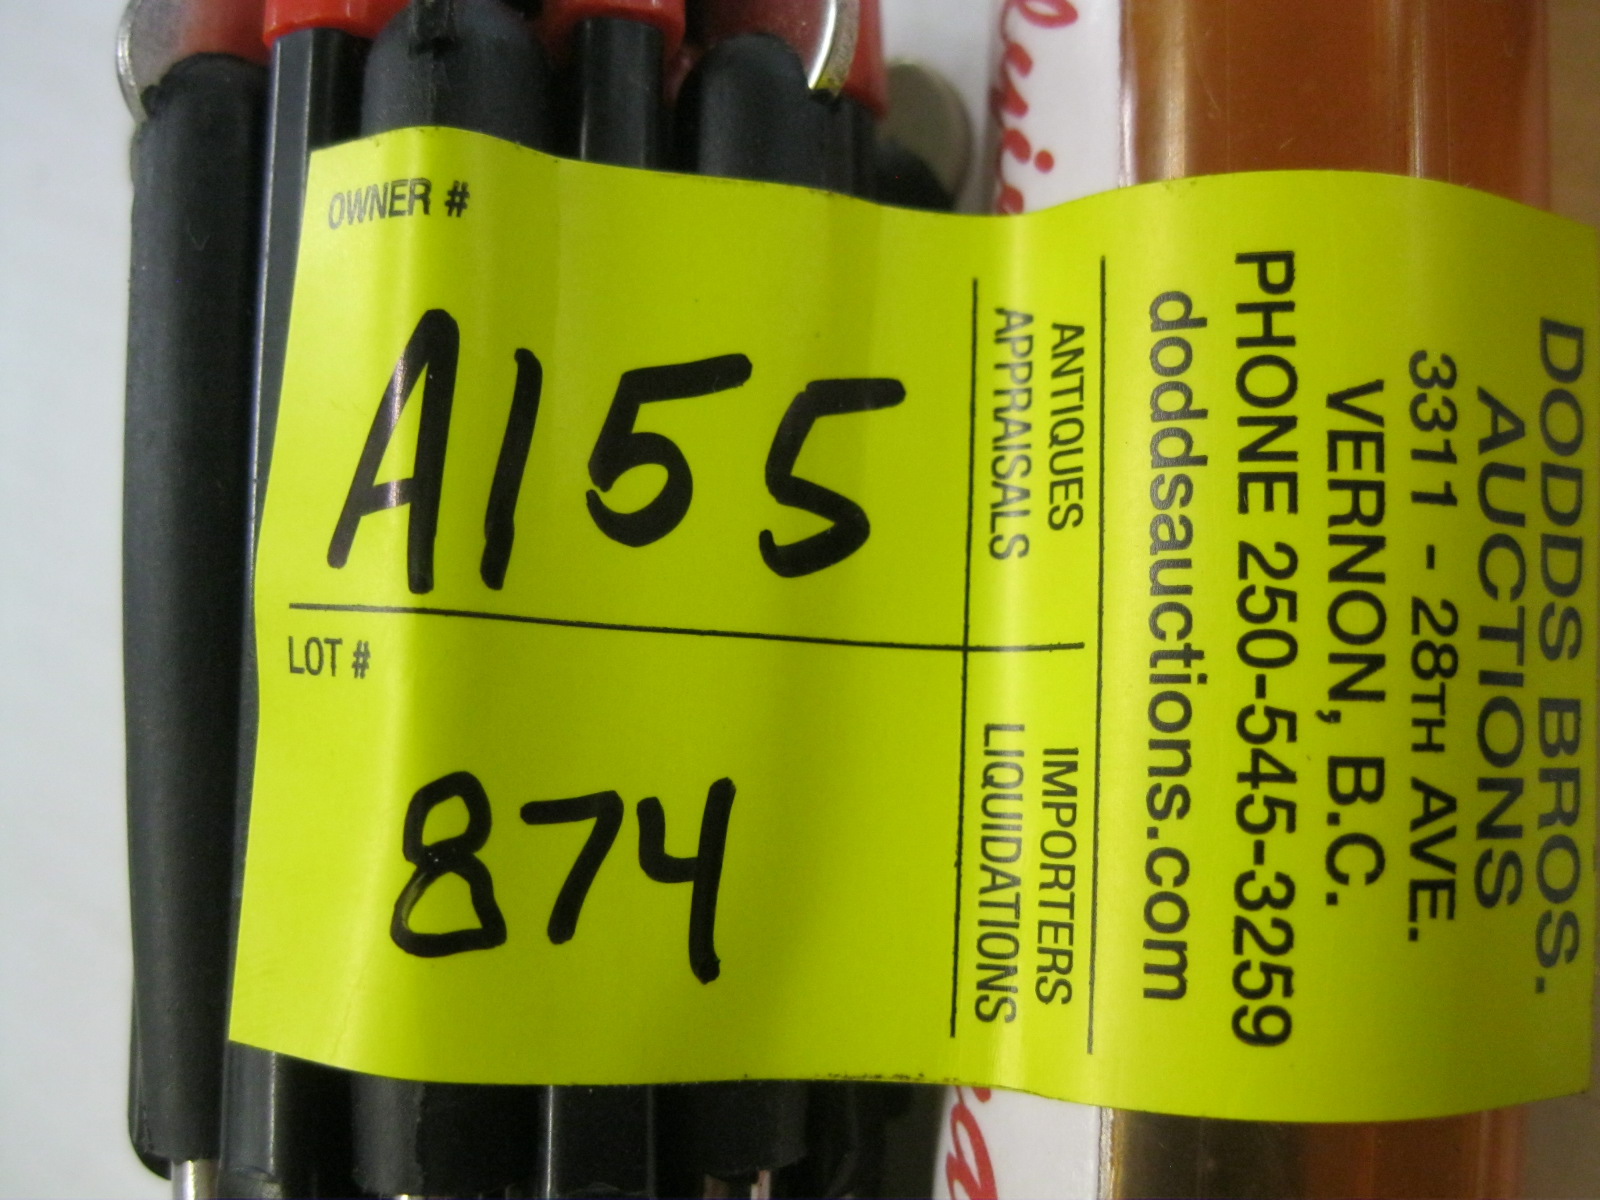 OWNER #
A155
LOT #
874
ANTIQUES
APPRAISALS
IMPORTERS
LIQUIDATIONS
DODDS BROS.
AUCTIONS
3311 - 28TH AVE.
VERNON, B.C.
PHONE 250-545-3259
doddsauctions.com